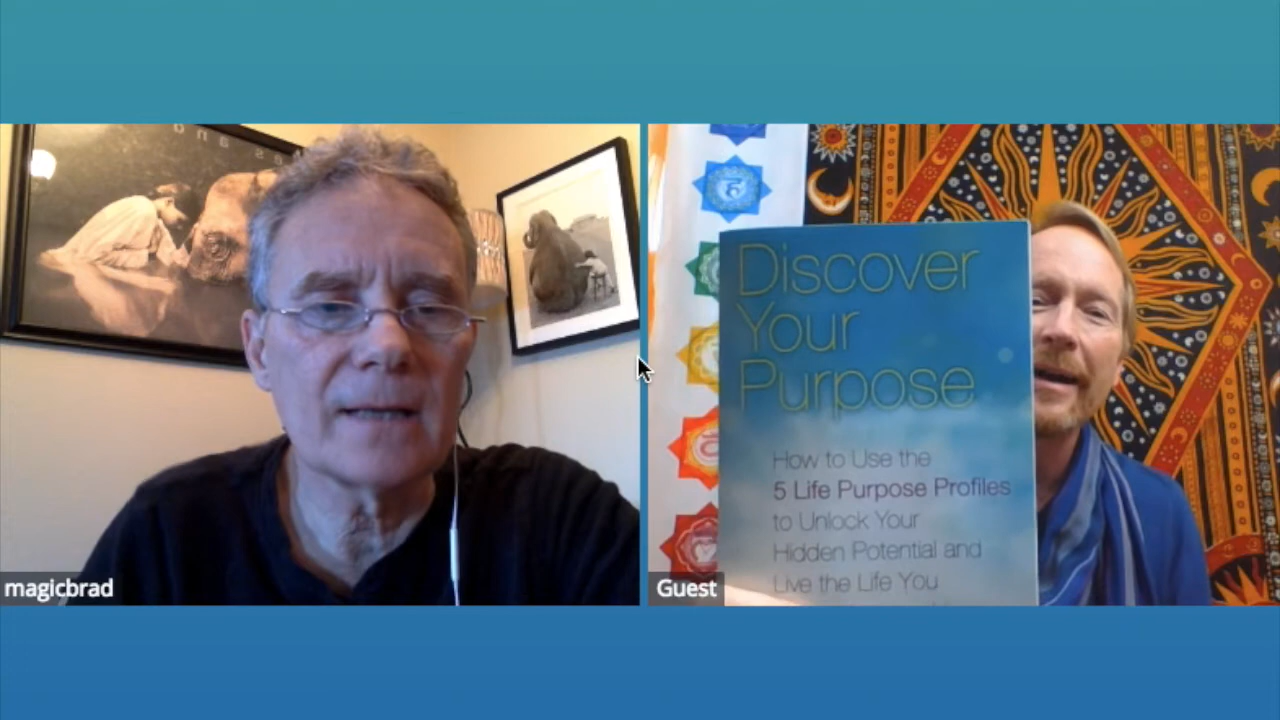 magicbrad
Guest
Discover
Your
Purpose
How to Use the
5 Life Purpose Profiles
to Unlock Your
Hidden Potential and
Live the Life You